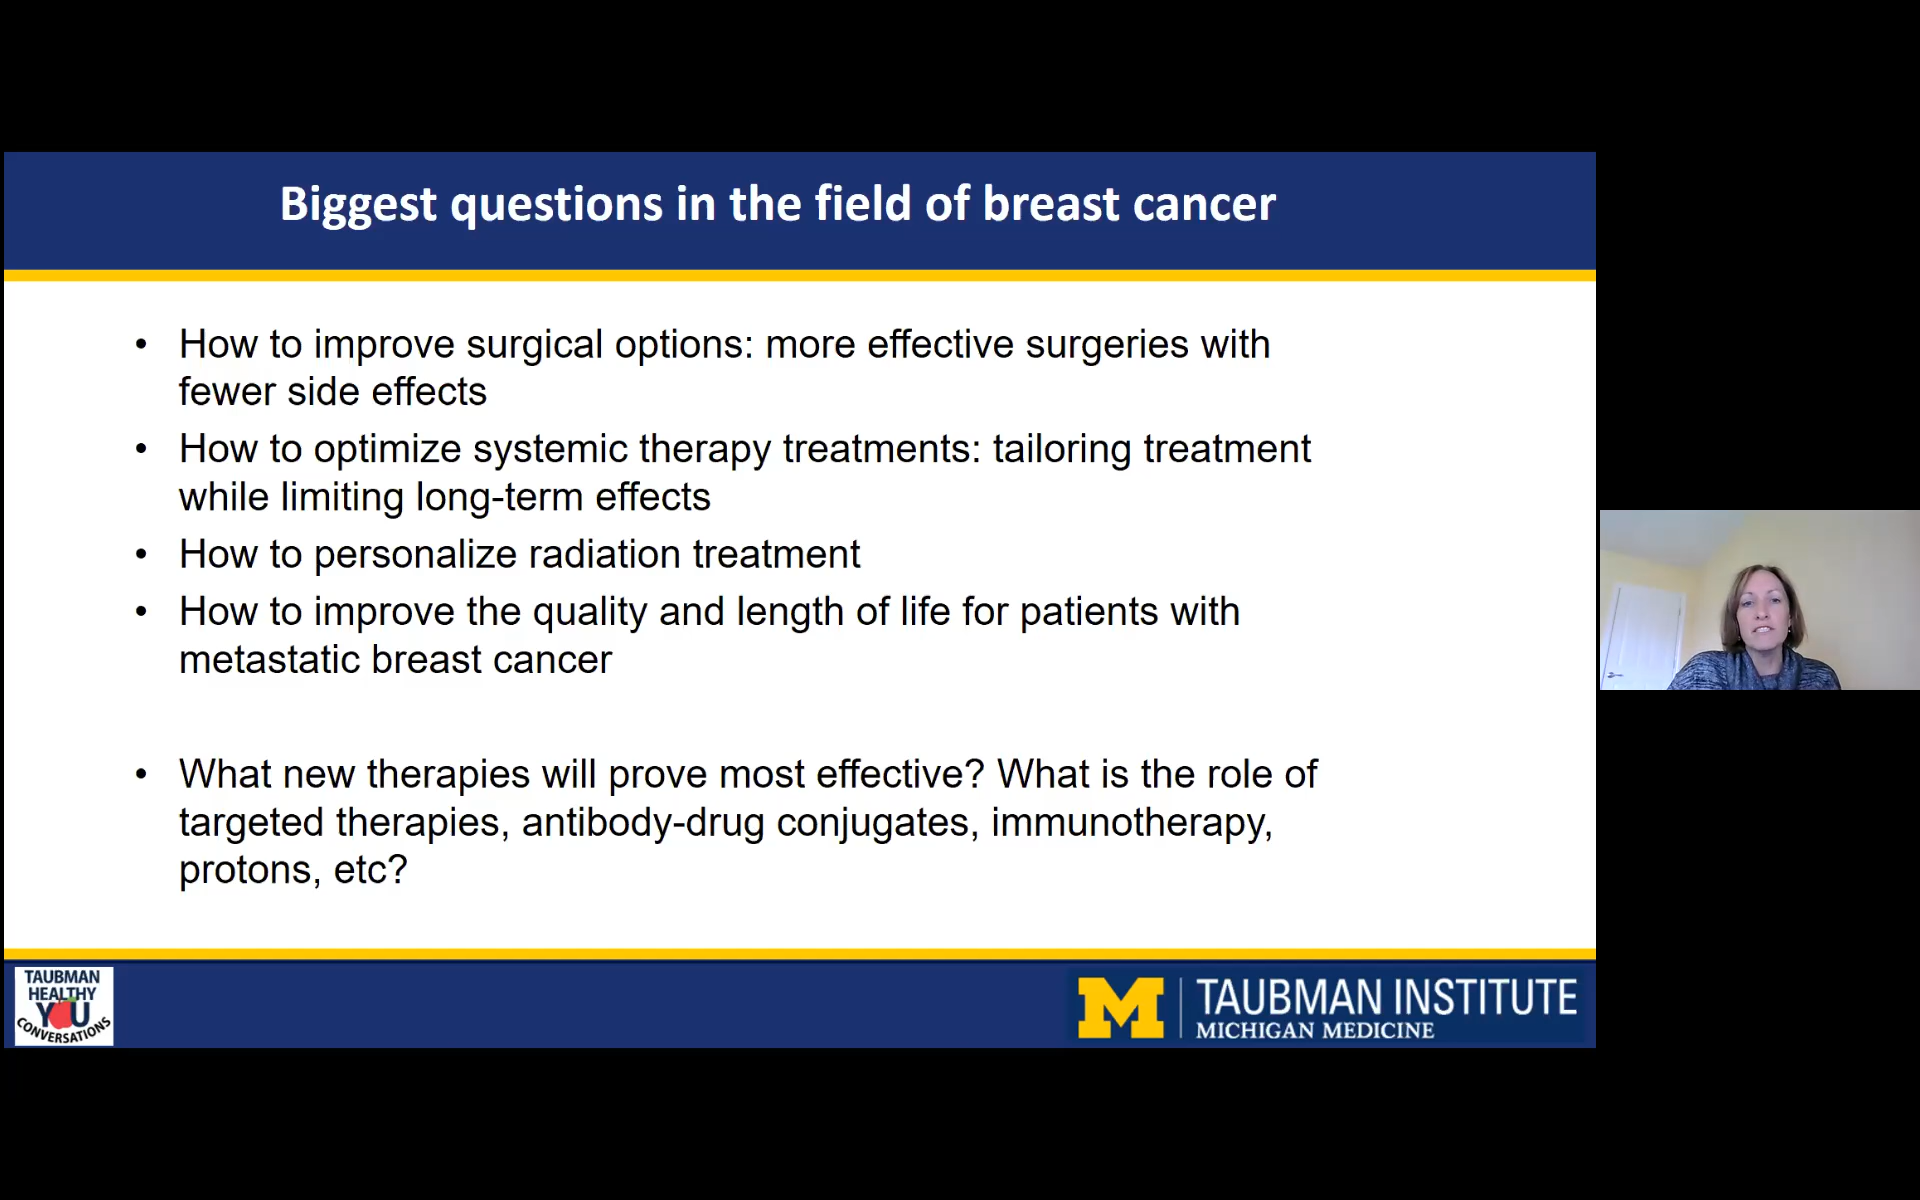 Biggest questions in the field of breast cancer
• How to improve surgical options: more effective surgeries with
fewer side effects
• How to optimize systemic therapy treatments: tailoring treatment
while limiting long-term effects
• How to personalize radiation treatment
• How to improve the quality and length of life for patients with
metastatic breast cancer
• What new therapies will prove most effective? What is the role of
targeted therapies, antibody-drug conjugates, immunotherapy,
protons, etc?
TAUBMAN
HEALTHY
YOU
CONVERSATIONS
M
TAUBMAN INSTITUTE
MICHIGAN MEDICINE